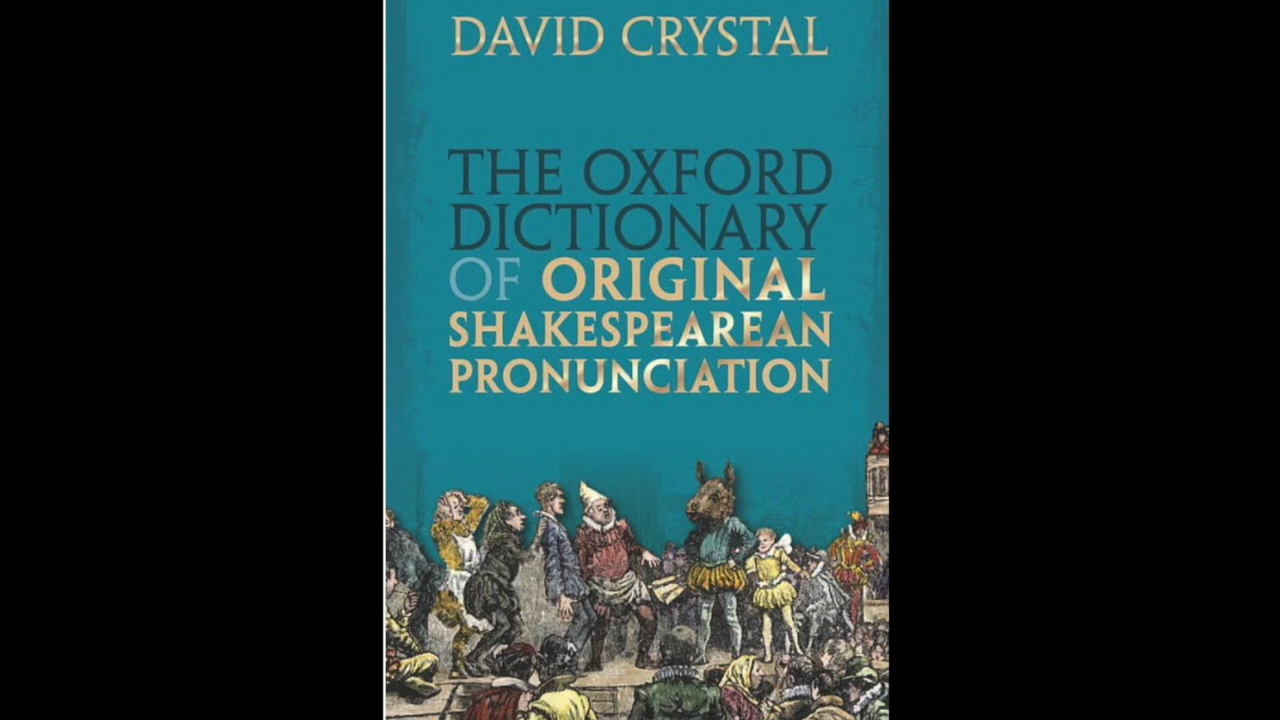 DAVID CRYSTAL
THE OXFORD
DICTIONARY
OF ORIGINAL
SHAKESPEAREAN
PRONUNCIATION